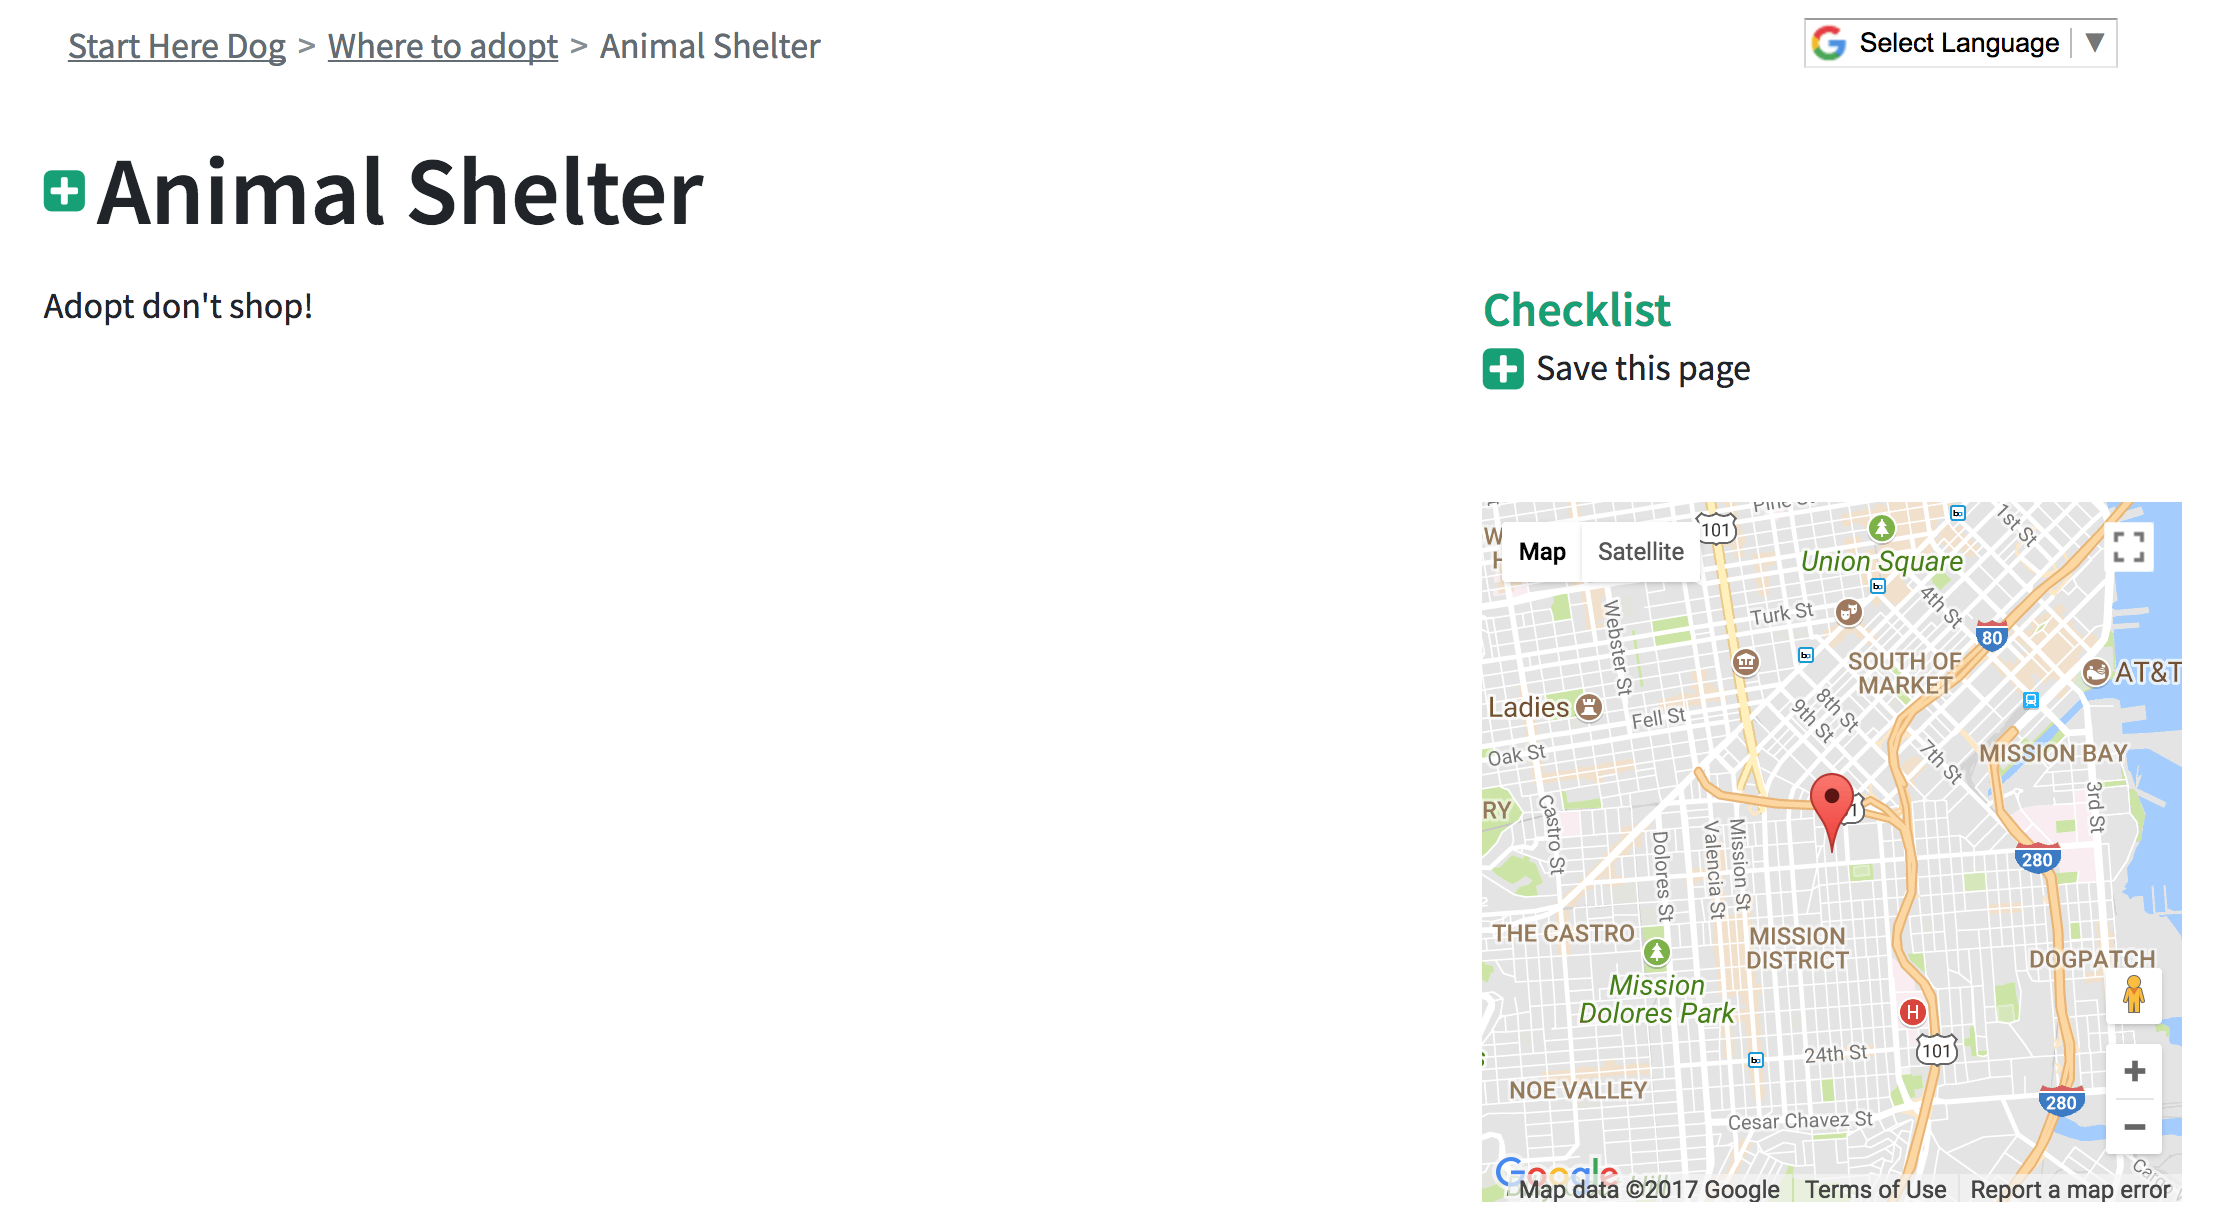 Start Here Dog > Where to adopt > Animal Shelter
Select Language ▼
Animal Shelter
Adopt don't shop!
Checklist
Save this page
Map
Satellite
101
Union Square
1st St
Turk St
4th St
Webster St
80
SOUTH OF
MARKET
AT&T
Ladies
Fell St
8th St
9th St
Oak St
7th St
MISSION BAY
3rd St
RY
Castro St
Dolores St
Valencia St
Mission St
280
THE CASTRO
MISSION
DISTRICT
DOGPATCH
Mission
Dolores Park
H
24th St
101
NOE VALLEY
280
Cesar Chavez St
Google
Map data ©2017 Google
Terms of Use
Report a map error